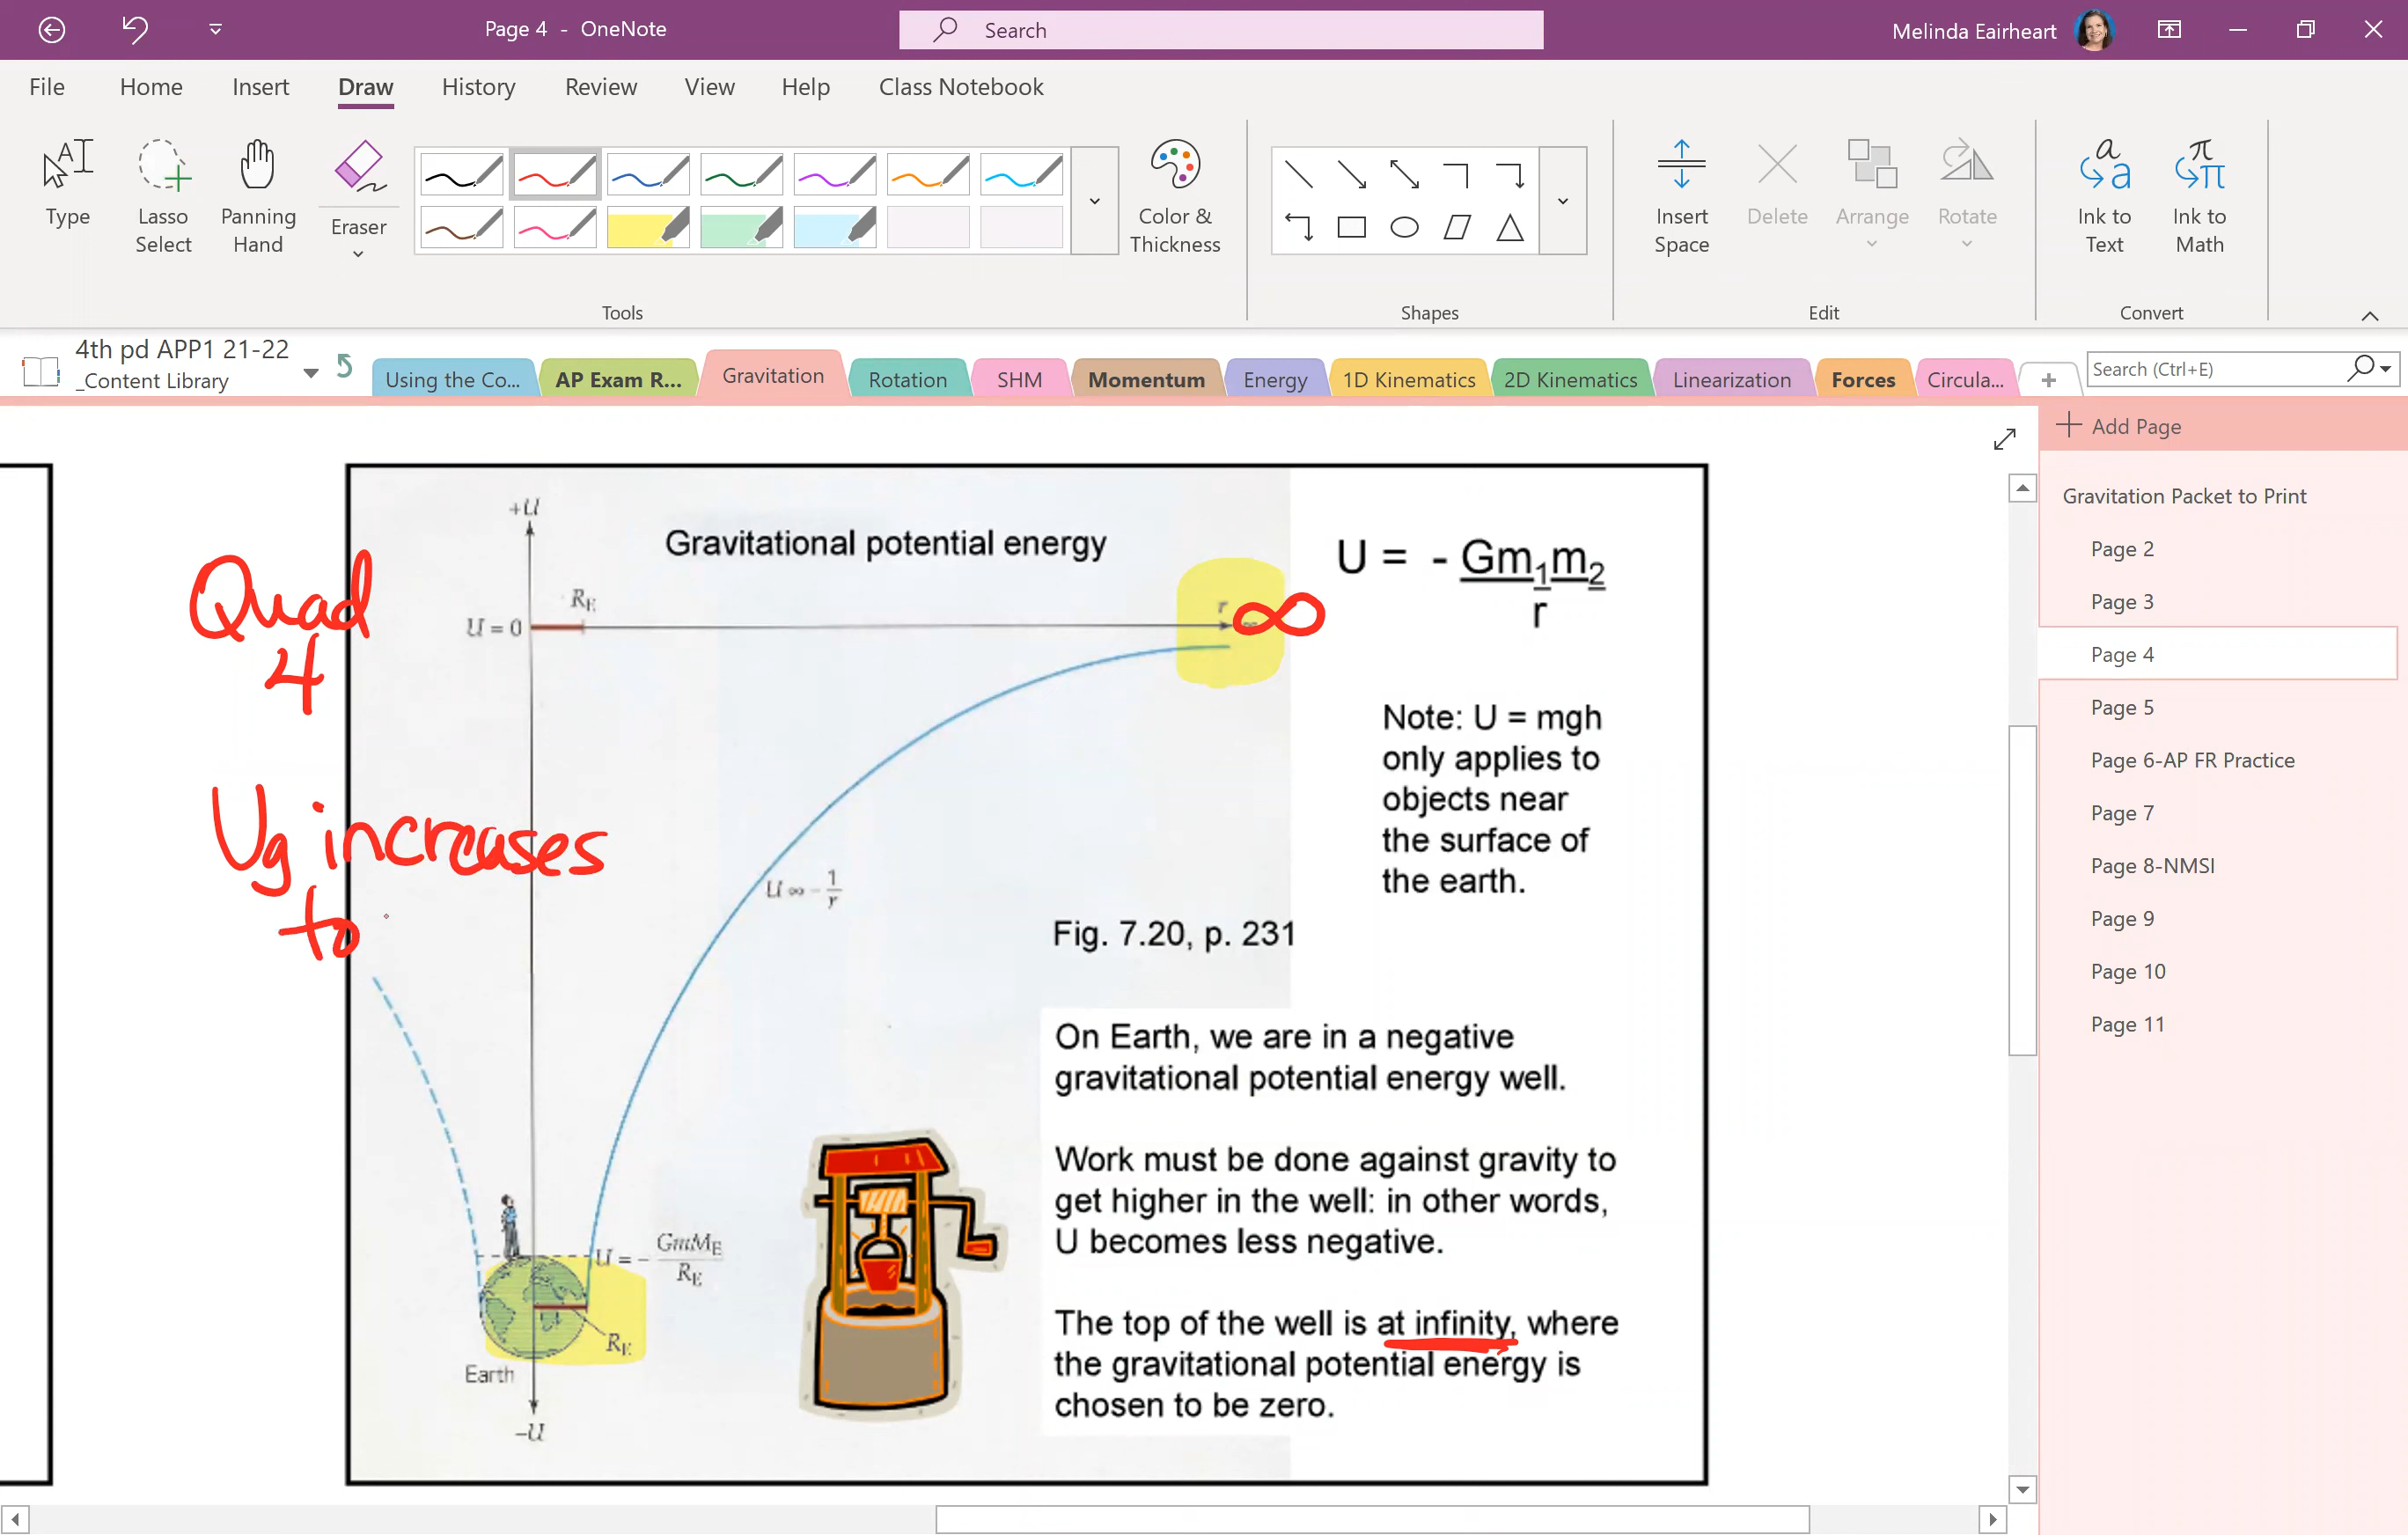 Page 4 - OneNote
Search
Melinda Eairheart
File Home Insert Draw History Review View Help Class Notebook
Type
Lasso Select
Panning Hand
Eraser
Color & Thickness
Insert Space
Delete
Arrange
Rotate
Ink to Text
Ink to Math
Tools
Shapes
Edit
Convert
4th pd APP1 21-22
_Content Library
Using the Co... AP Exam R... Gravitation Rotation SHM Momentum Energy 1D Kinematics 2D Kinematics Linearization Forces Circula... +
Search (Ctrl+E)
Add Page
Gravitation Packet to Print
Page 2
Page 3
Page 4
Page 5
Page 6-AP FR Practice
Page 7
Page 8-NMSI
Page 9
Page 10
Page 11
Quad
4
Ug increases
to
+U
Gravitational potential energy
RE
U = 0
r
∞
U = - Gm1m2
r
Note: U = mgh
only applies to
objects near
the surface of
the earth.
U ∞ - 1/r
Fig. 7.20, p. 231
On Earth, we are in a negative
gravitational potential energy well.
Work must be done against gravity to
get higher in the well: in other words,
U becomes less negative.
The top of the well is at infinity, where
the gravitational potential energy is
chosen to be zero.
U = - GmME
RE
RE
Earth
-U